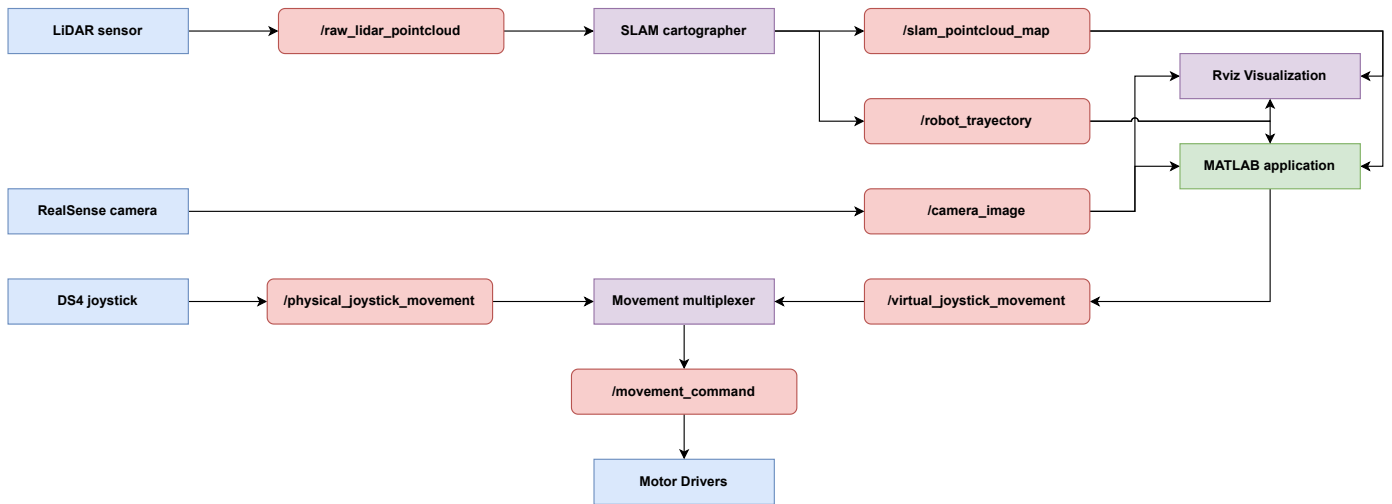 LiDAR sensor
/raw_lidar_pointcloud
SLAM cartographer
/slam_pointcloud_map
Rviz Visualization
/robot_trayectory
MATLAB application
RealSense camera
/camera_image
DS4 joystick
/physical_joystick_movement
Movement multiplexer
/virtual_joystick_movement
/movement_command
Motor Drivers